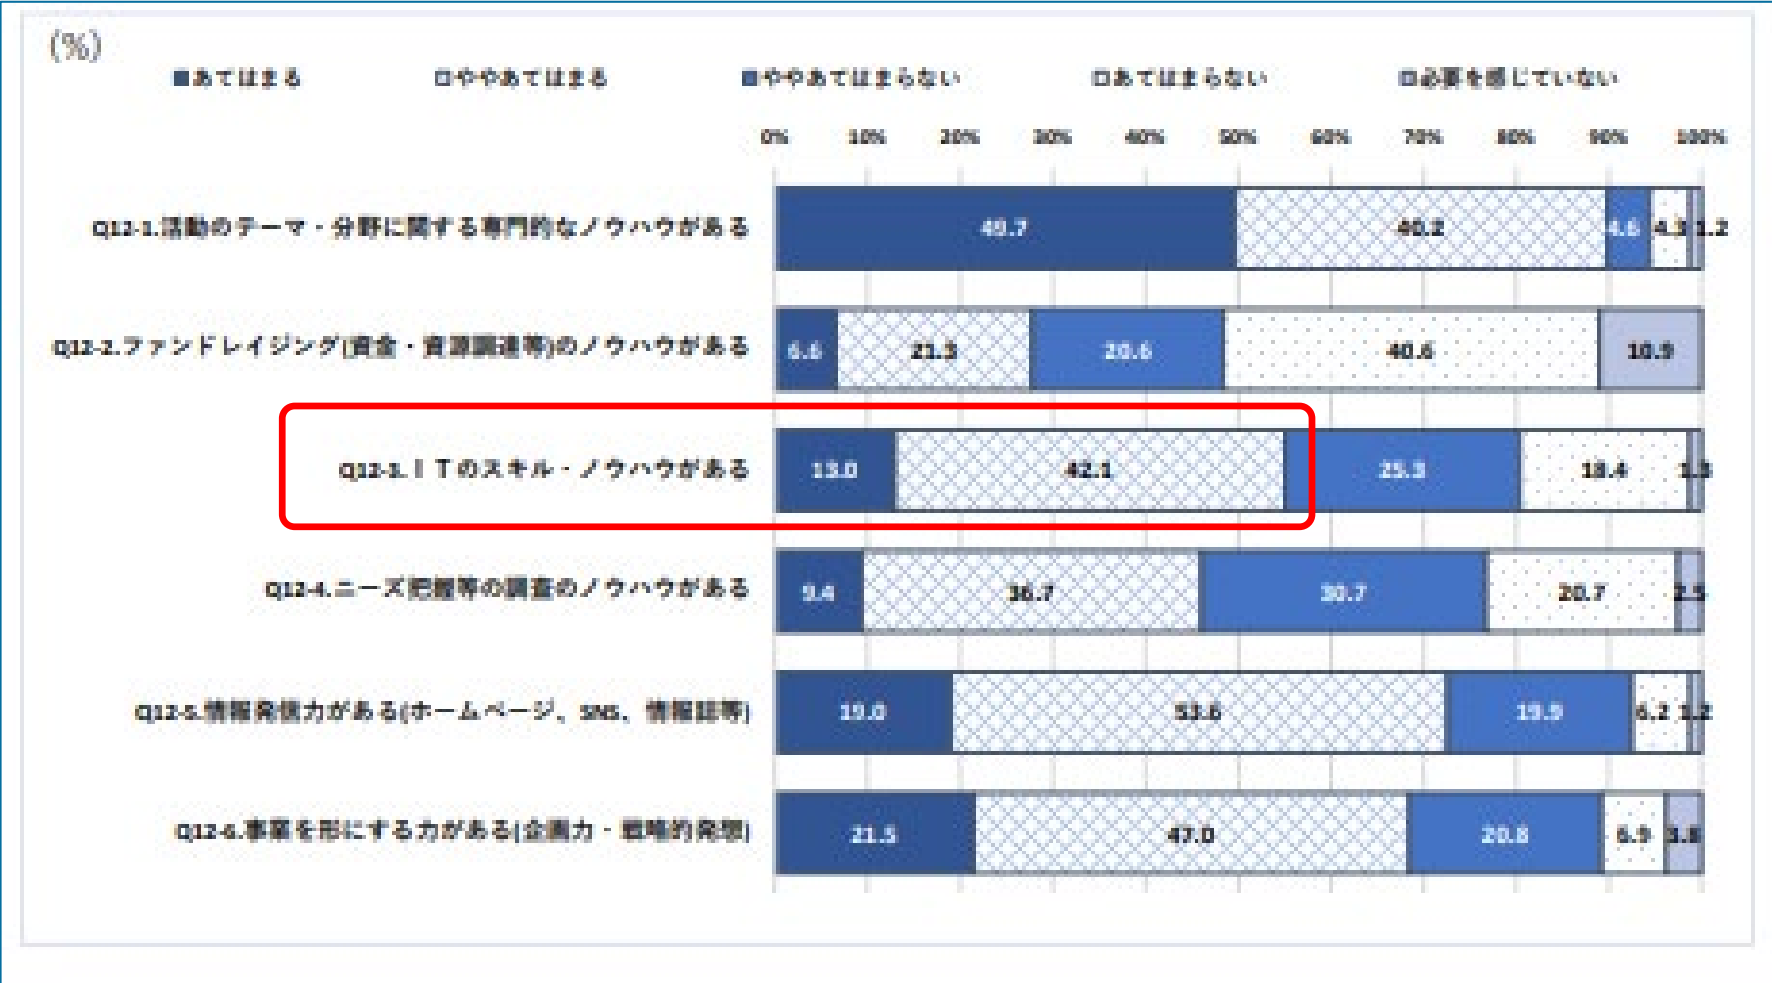 (%)
■あてはまる □ややあてはまる ■ややあてはまらない □あてはまらない □必要を感じていない
0% 10% 20% 30% 40% 50% 60% 70% 80% 90% 100%
Q12-1.活動のテーマ・分野に関する専門的なノウハウがある 49.7 40.2 4.6 4.3 1.2
Q12-2.ファンドレイジング(資金・資源調達等)のノウハウがある 6.6 21.3 20.6 40.6 10.9
Q12-3.ＩＴのスキル・ノウハウがある 13.0 42.1 25.3 18.4 1.3
Q12-4.ニーズ把握等の調査のノウハウがある 9.4 36.7 30.7 20.7 2.5
Q12-5.情報発信力がある(ホームページ、SNS、情報誌等) 19.0 53.6 19.9 6.2 1.2
Q12-6.事業を形にする力がある(企画力・戦略的発想) 21.5 47.0 20.8 6.9 3.8